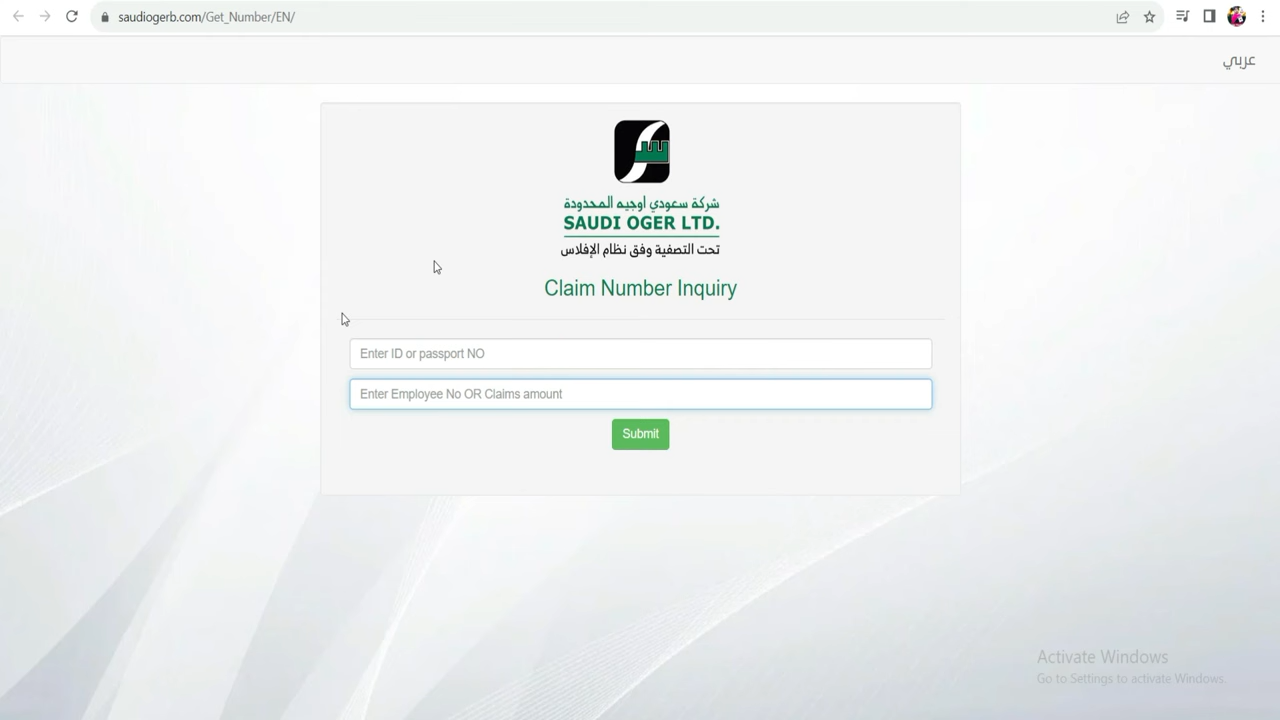 saudiogerb.com/Get_Number/EN/
عربي
شركة سعودي اوجيه المحدودة
SAUDI OGER LTD.
تحت التصفية وفق نظام الإفلاس
Claim Number Inquiry
Enter ID or passport NO
Enter Employee No OR Claims amount
Submit
Activate Windows
Go to Settings to activate Windows.